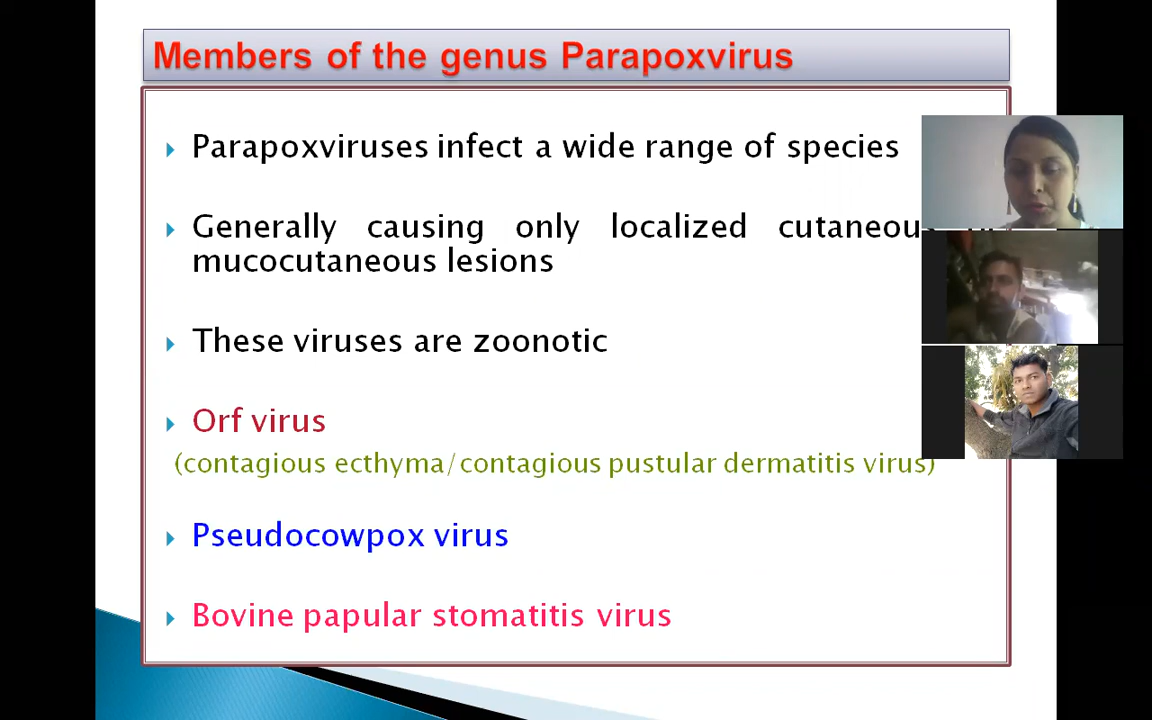 Members of the genus Parapoxvirus
Parapoxviruses infect a wide range of species
Generally causing only localized cutaneous
mucocutaneous lesions
These viruses are zoonotic
Orf virus
(contagious ecthyma/contagious pustular dermatitis virus)
Pseudocowpox virus
Bovine papular stomatitis virus